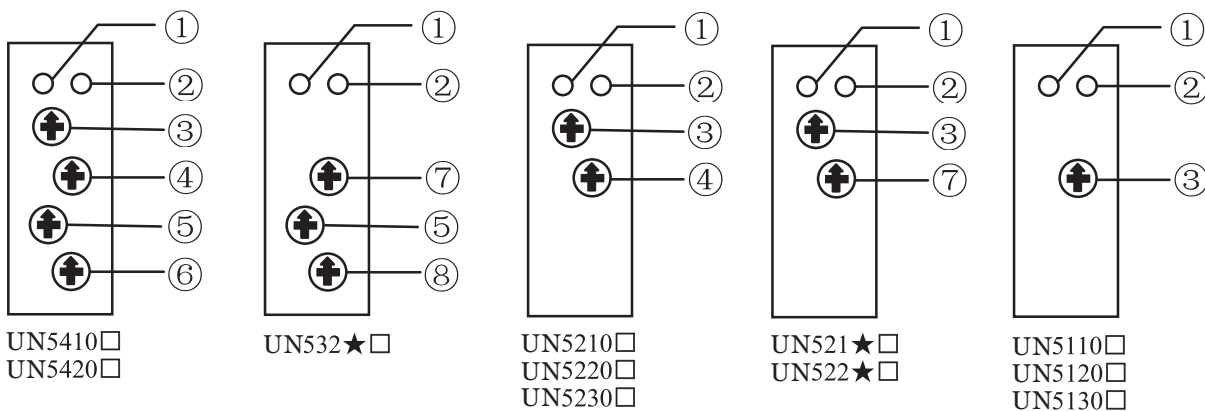 ① ① ① ① ①
② ② ② ② ②
③ ③ ③
④ ⑦ ④ ⑦ ③
⑤ ⑤
⑥ ⑧
UN5410□ UN532★□ UN5210□ UN521★□ UN5110□
UN5420□ UN5220□ UN522★□ UN5120□
UN5230□ UN5130□